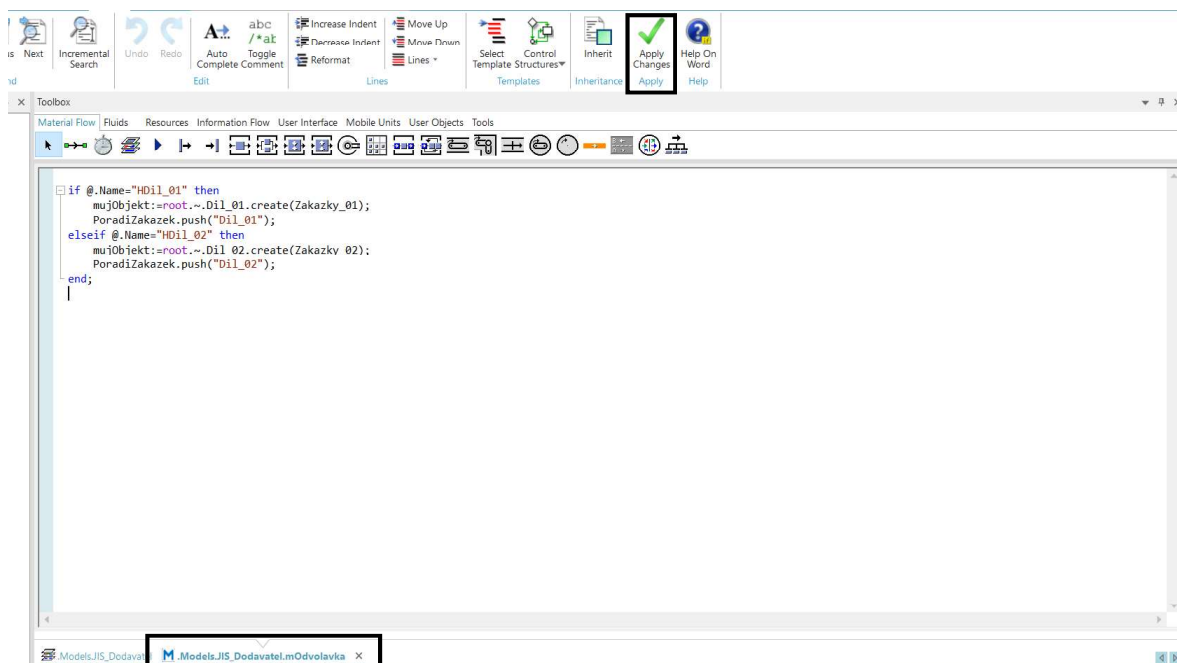 abc
/*ab
Increase Indent
Move Up
Next
Incremental
Search
Undo
Redo
Auto
Complete
Toggle
Comment
Decrease Indent
Move Down
Reformat
Lines
Select
Template
Control
Structures
Inherit
Apply
Changes
Help On
Word
Edit
Lines
Templates
Inheritance
Apply
Help
Toolbox
Material Flow Fluids Resources Information Flow User Interface Mobile Units User Objects Tools
if @.Name="HDil_01" then
mujObjekt:=root.~.Dil_01.create(Zakazky_01);
PoradiZakazek.push("Dil_01");
elseif @.Name="HDil_02" then
mujObjekt:=root.~.Dil_02.create(Zakazky_02);
PoradiZakazek.push("Dil_02");
end;
.Models.JIS_Dodavat
M .Models.JIS_Dodavatel.mOdvolavka